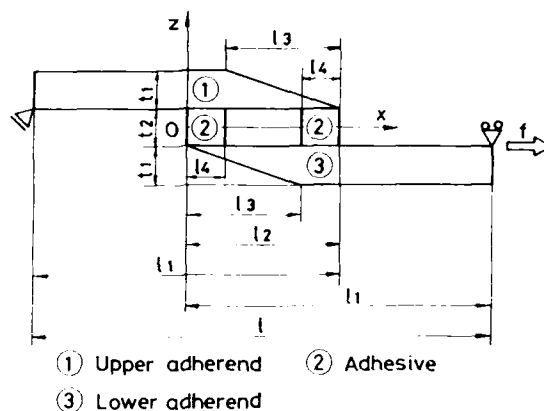 z
l3
l4
t1
1
t2
O
2
2
x
f
t1
3
l4
l3
l2
l1
l1
l
1 Upper adherend 2 Adhesive
3 Lower adherend